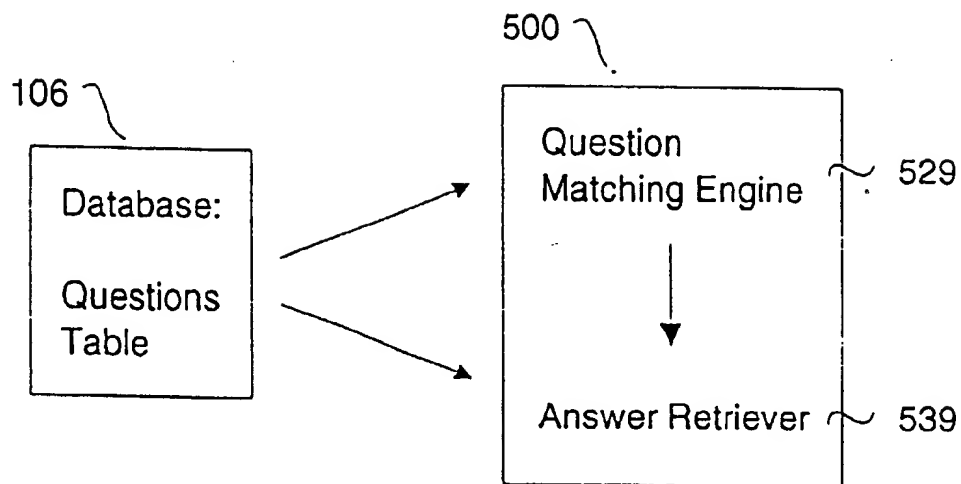 500
106
Question
Matching Engine
529
Database:
Questions
Table
Answer Retriever
539